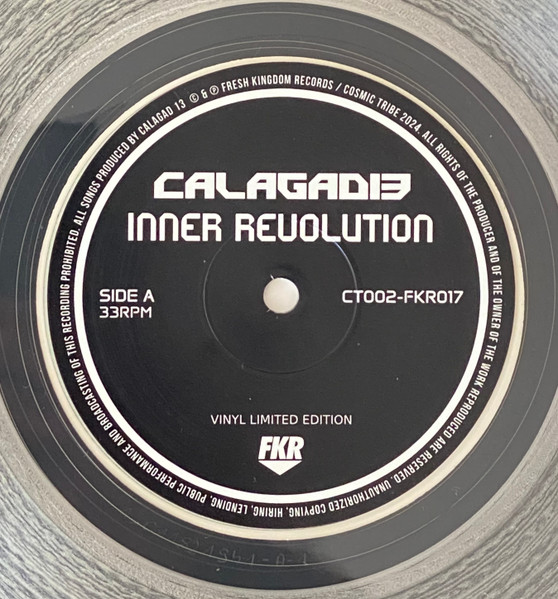 ALL SONGS PRODUCED BY CALAGAD 13 © & ℗ FRESH KINGDOM RECORDS / COSMIC TRIBE 2024. ALL RIGHTS OF THE PRODUCER AND OF THE OWNER OF THE WORK REPRODUCED ARE RESERVED. UNAUTHORIZED COPYING, HIRING, LENDING, PUBLIC PERFORMANCE AND BROADCASTING OF THIS RECORDING PROHIBITED.
CALAGAD13
INNER REVOLUTION
SIDE A
33RPM
CT002-FKR017
VINYL LIMITED EDITION
FKR